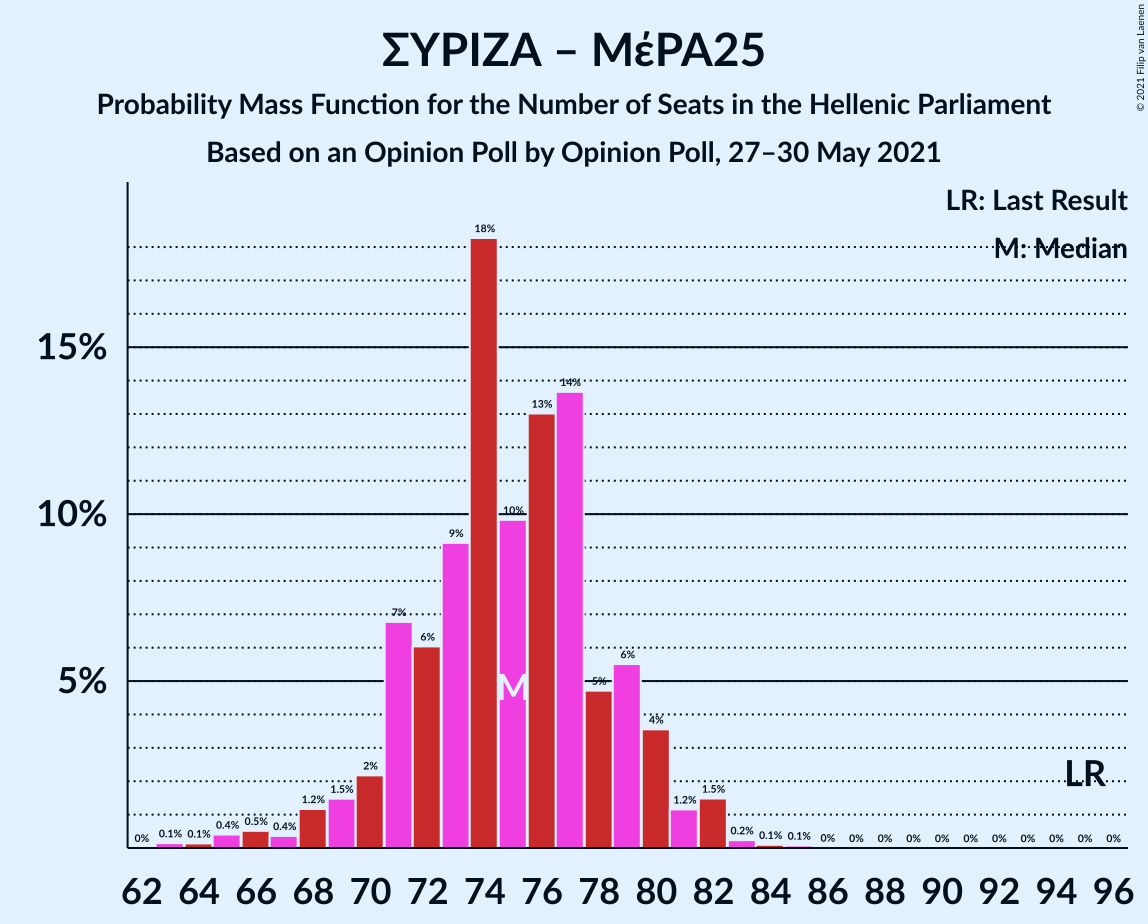 ΣΥΡΙΖΑ – ΜέΡΑ25
Probability Mass Function for the Number of Seats in the Hellenic Parliament
Based on an Opinion Poll by Opinion Poll, 27–30 May 2021
© 2021 Filip van Laenen
LR: Last Result
M: Median
18%
15%
14%
13%
10%
10%
9%
7%
6%
6%
5%
5%
M
4%
LR
2%
1.5%
1.2%
1.2%
1.5%
0% 0.1% 0.1% 0.4% 0.5% 0.4% 0.2% 0.1% 0.1% 0% 0% 0% 0% 0% 0% 0% 0% 0% 0% 0%
62 64 66 68 70 72 74 76 78 80 82 84 86 88 90 92 94 96